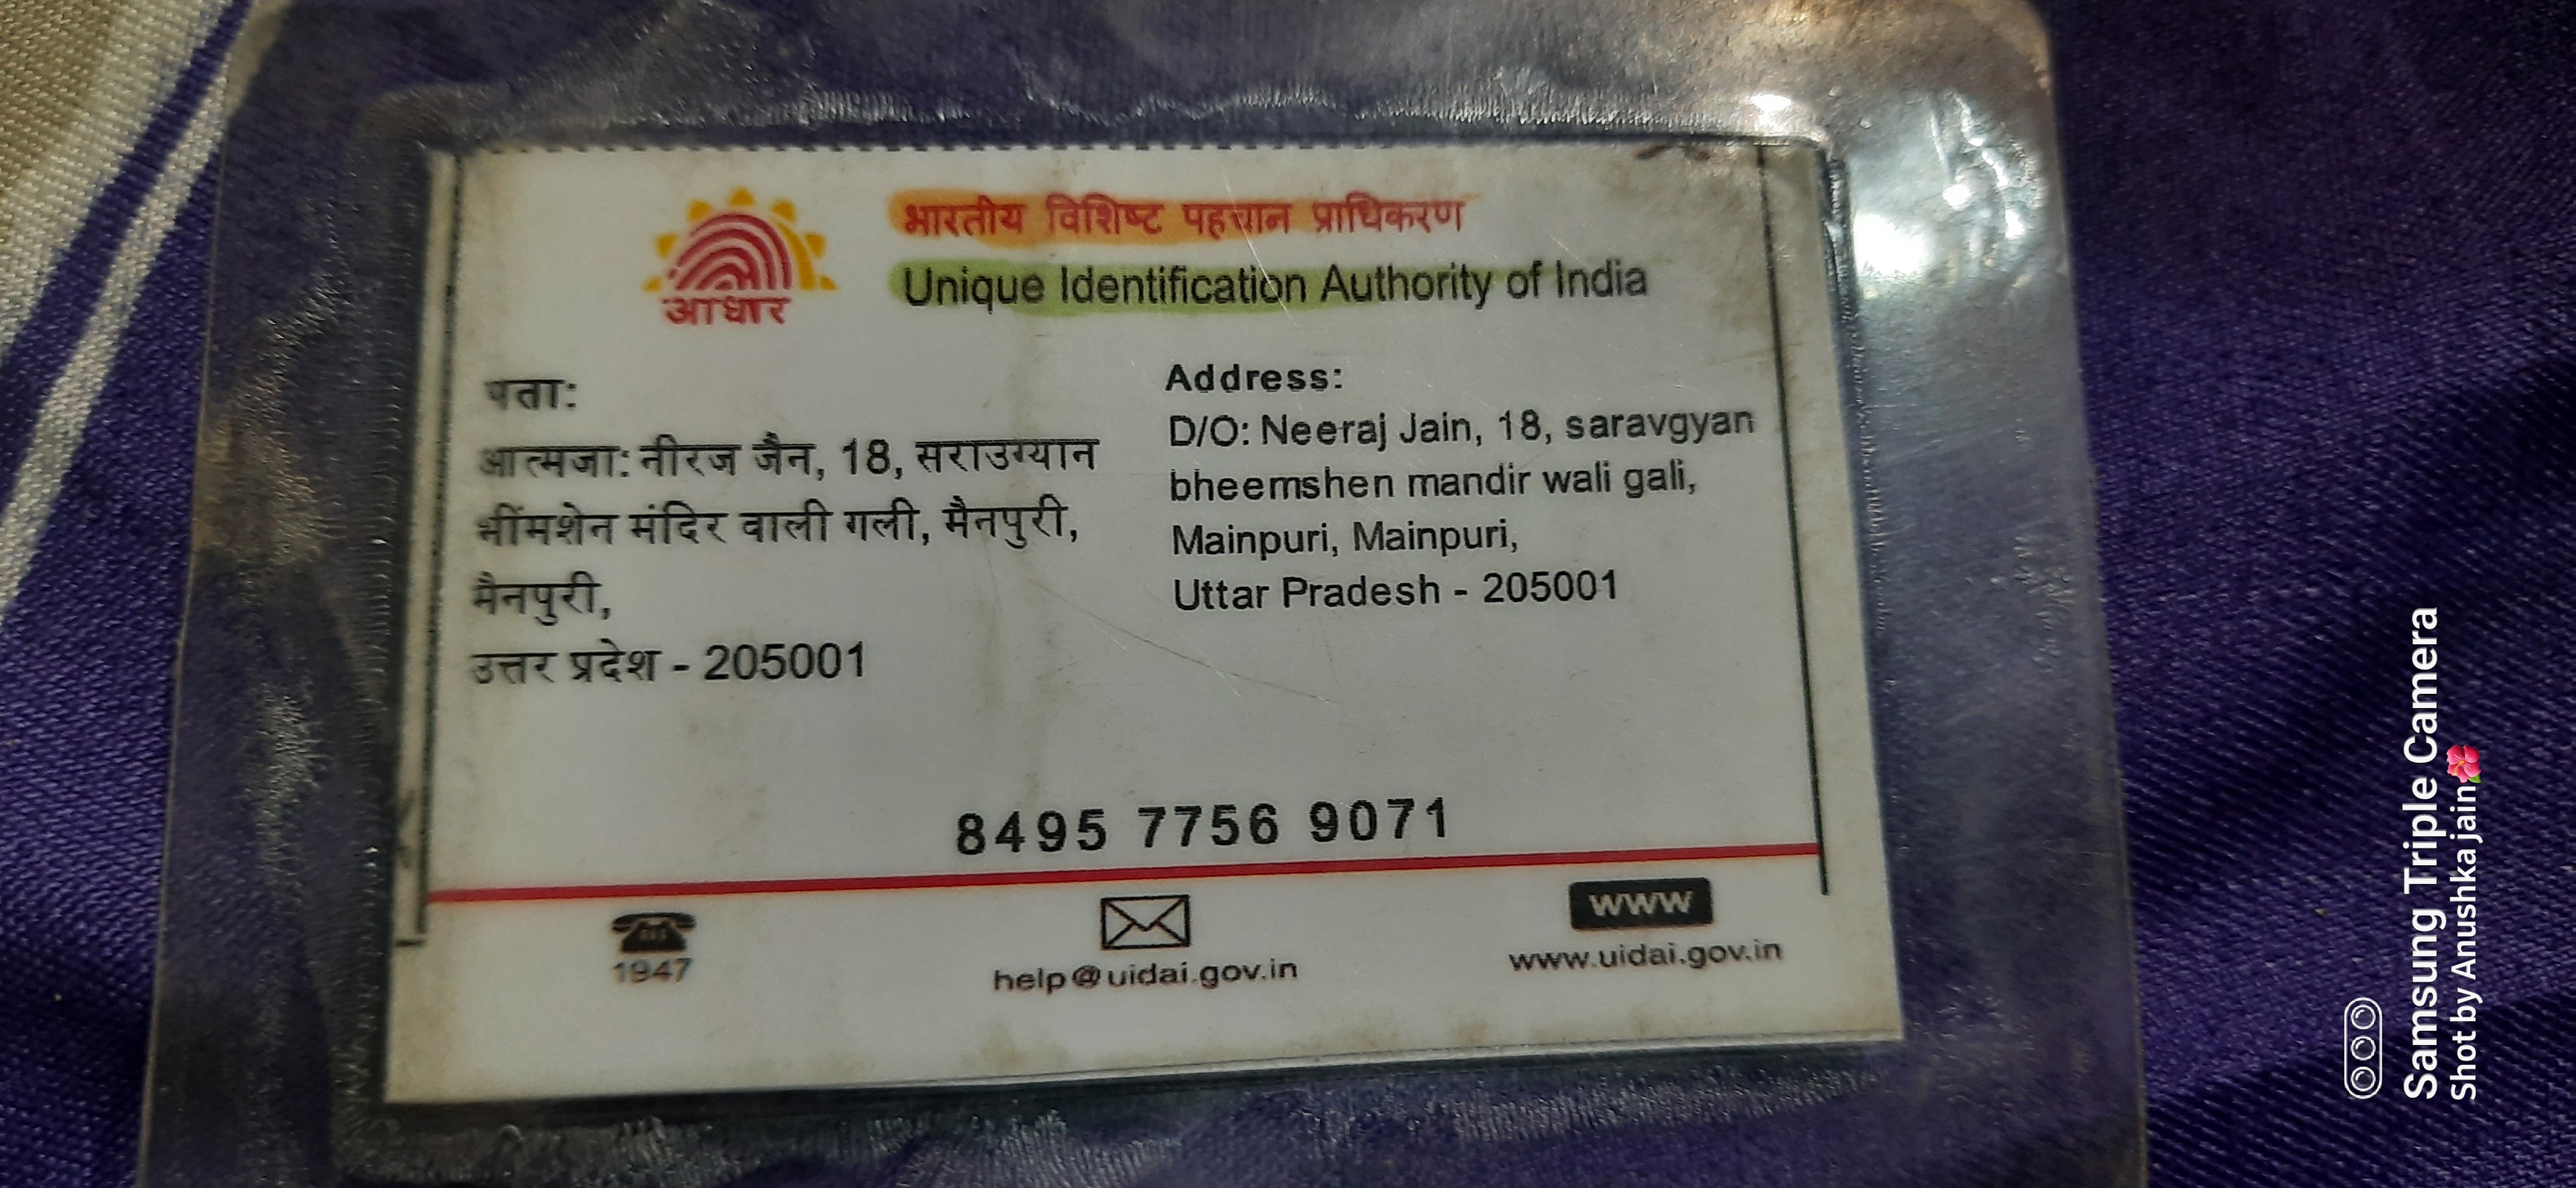 आधार
भारतीय विशिष्ट पहचान प्राधिकरण
Unique Identification Authority of India
पता:
आत्मजा: नीरज जैन, 18, सराउग्यान
भींमशेन मंदिर वाली गली, मैनपुरी,
मैनपुरी,
उत्तर प्रदेश - 205001
Address:
D/O: Neeraj Jain, 18, saravgyan
bheemshen mandir wali gali,
Mainpuri, Mainpuri,
Uttar Pradesh - 205001
8495 7756 9071
1947
help@uidai.gov.in
www
www.uidai.gov.in
Samsung Triple Camera
Shot by Anushka jain